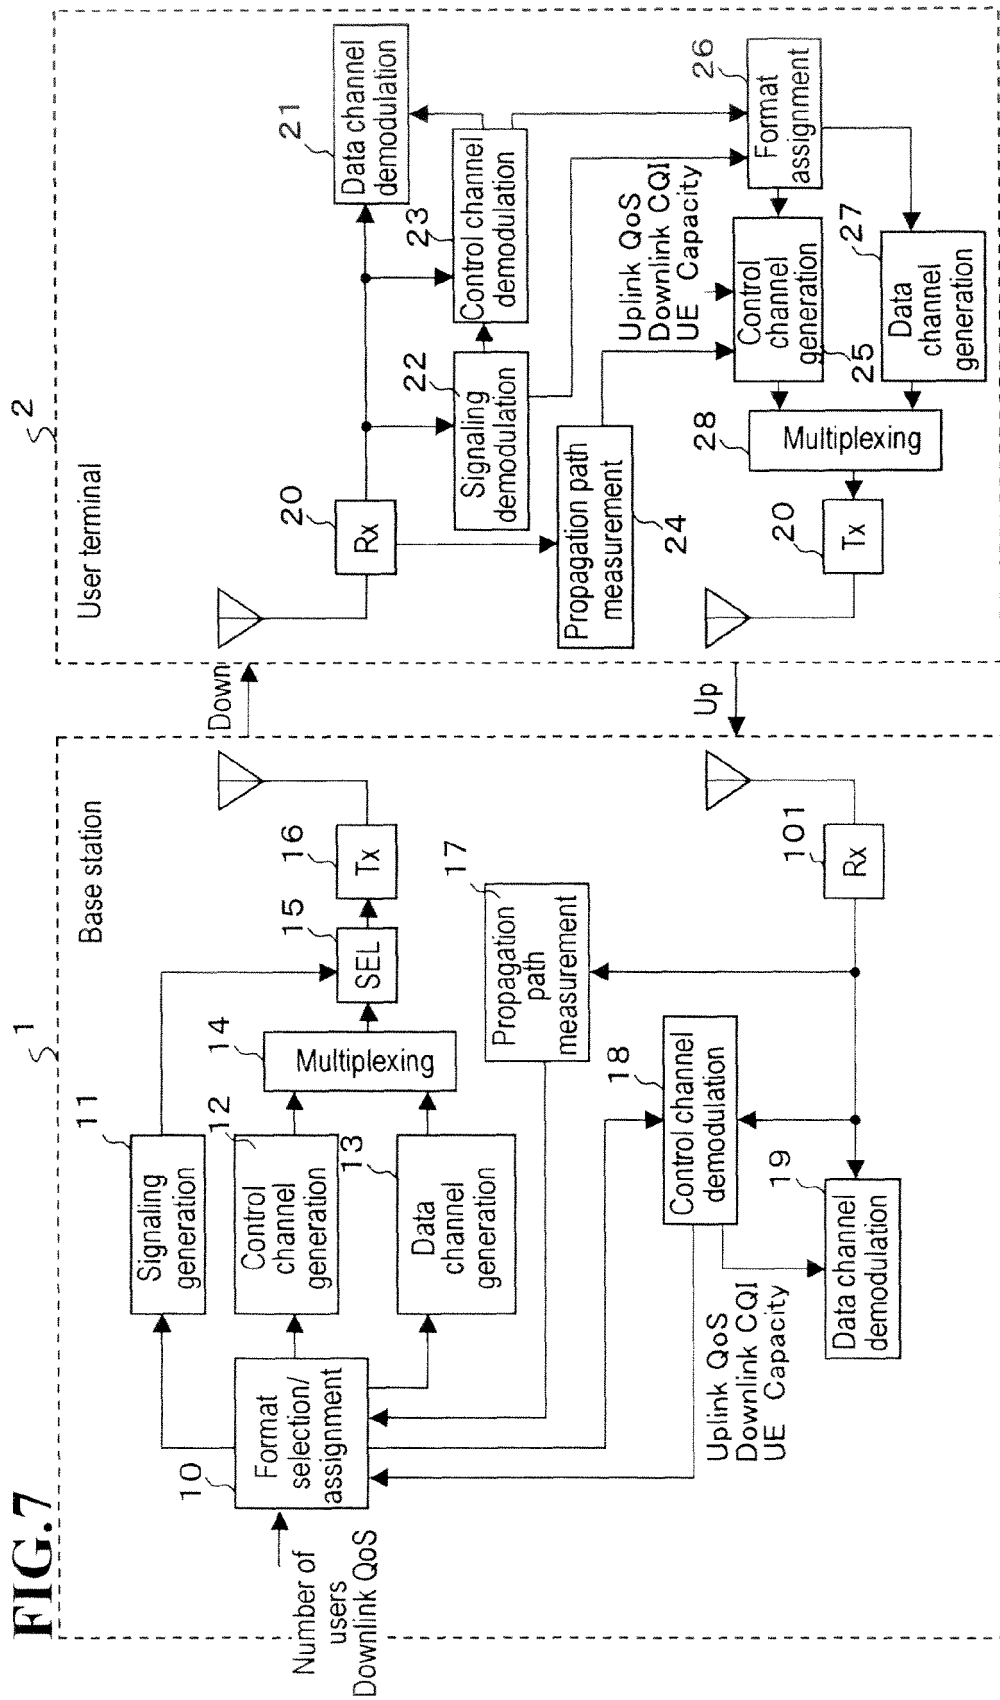 FIG.7
1
Base station
Number of
users
Downlink QoS
10
Format
selection/
assignment
11
Signaling
generation
12
Control
channel
generation
13
Data
channel
generation
14
Multiplexing
15
SEL
16
Tx
17
Propagation
path
measurement
18
Control channel
demodulation
Uplink QoS
Downlink CQI
UE Capacity
19
Data channel
demodulation
101
Rx
Down
Up
2
User terminal
20
Rx
21
Data channel
demodulation
22
Signaling
demodulation
23
Control channel
demodulation
Propagation path
measurement
24
Uplink QoS
Downlink CQI
UE Capacity
Control
channel
generation
25
26
Format
assignment
27
Data
channel
generation
28
Multiplexing
20
Tx